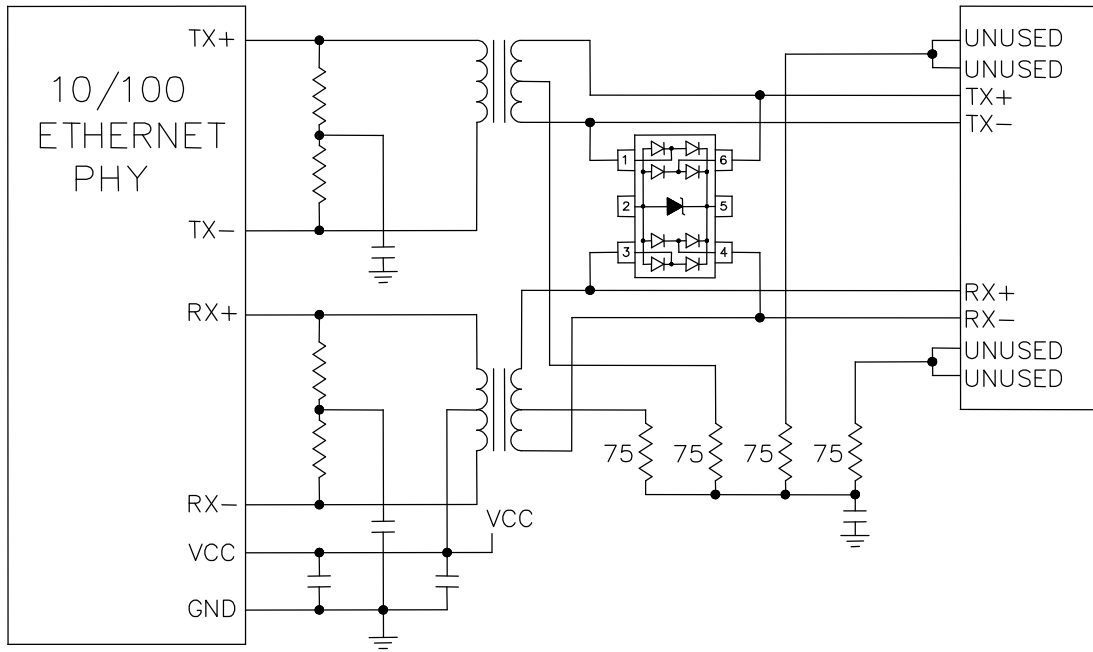 10/100
ETHERNET
PHY
TX+
TX-
RX+
RX-
VCC
GND
VCC
1
6
2
5
3
4
75
75
75
75
UNUSED
UNUSED
TX+
TX-
RX+
RX-
UNUSED
UNUSED